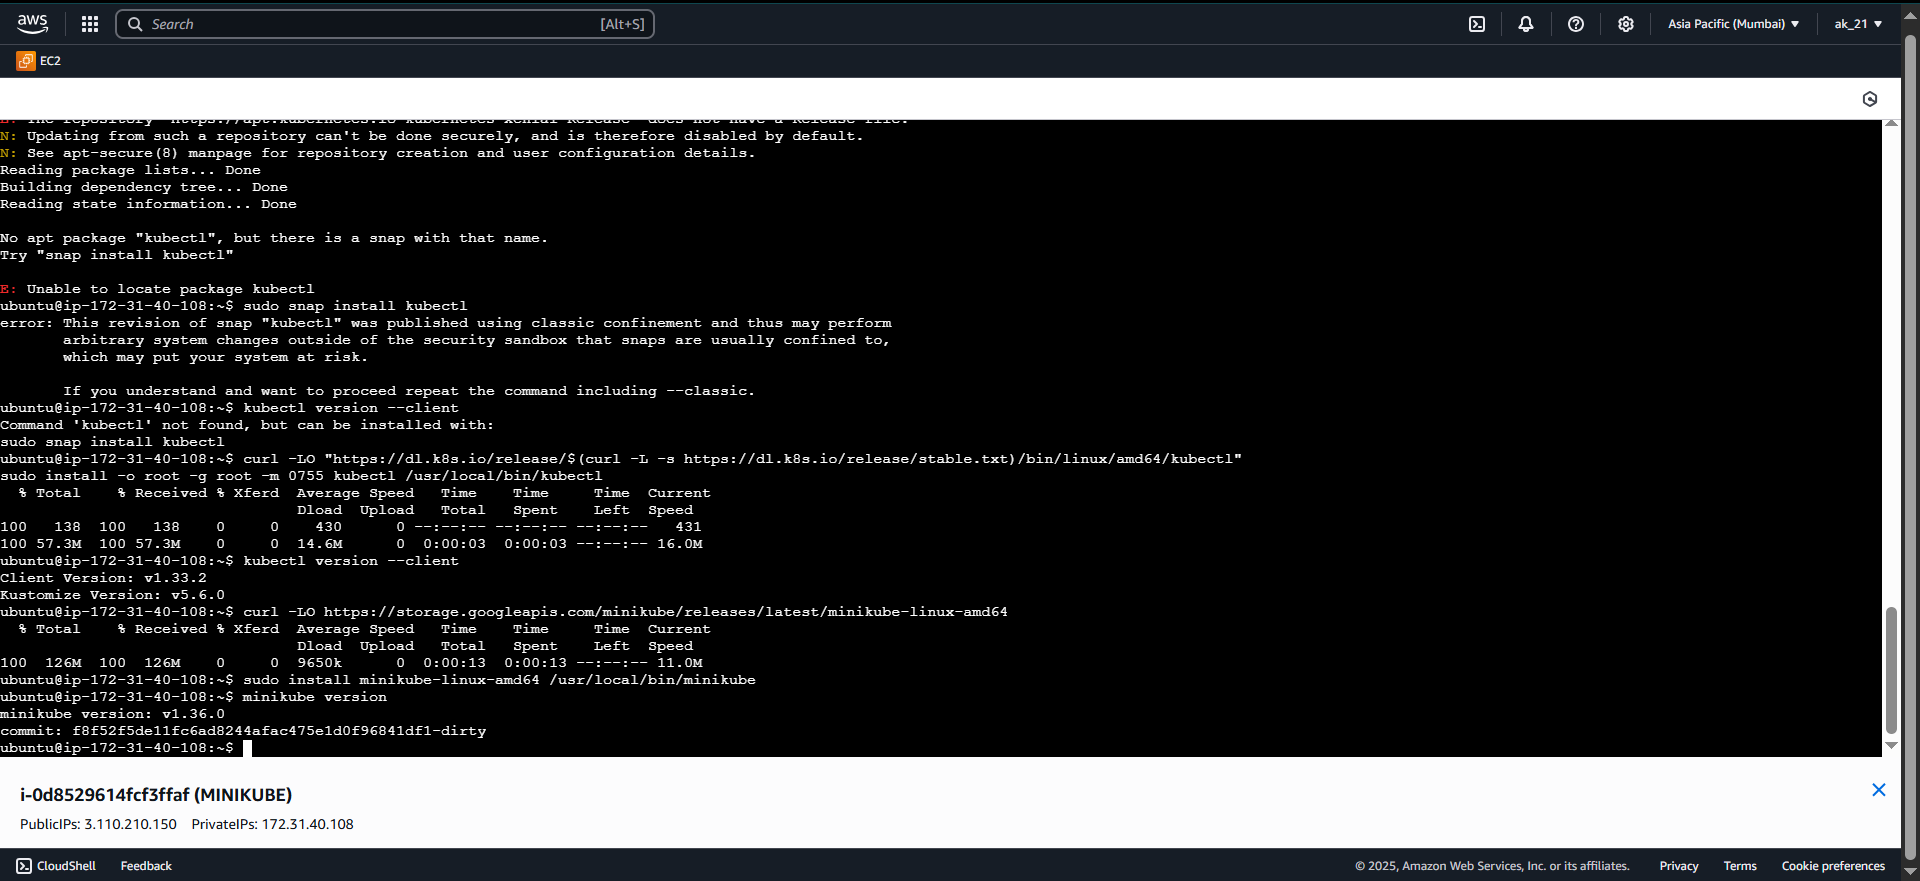 aws
Search [Alt+S]
Asia Pacific (Mumbai)
ak_21
EC2
E: The repository 'https://apt.kubernetes.io kubernetes-xenial Release' does not have a Release file.
N: Updating from such a repository can't be done securely, and is therefore disabled by default.
N: See apt-secure(8) manpage for repository creation and user configuration details.
Reading package lists... Done
Building dependency tree... Done
Reading state information... Done
No apt package "kubectl", but there is a snap with that name.
Try "snap install kubectl"
E: Unable to locate package kubectl
ubuntu@ip-172-31-40-108:~$ sudo snap install kubectl
error: This revision of snap "kubectl" was published using classic confinement and thus may perform
arbitrary system changes outside of the security sandbox that snaps are usually confined to,
which may put your system at risk.
If you understand and want to proceed repeat the command including --classic.
ubuntu@ip-172-31-40-108:~$ kubectl version --client
Command 'kubectl' not found, but can be installed with:
sudo snap install kubectl
ubuntu@ip-172-31-40-108:~$ curl -LO "https://dl.k8s.io/release/$(curl -L -s https://dl.k8s.io/release/stable.txt)/bin/linux/amd64/kubectl"
sudo install -o root -g root -m 0755 kubectl /usr/local/bin/kubectl
% Total % Received % Xferd Average Speed Time Time Time Current
Dload Upload Total Spent Left Speed
100 138 100 138 0 0 430 0 --:--:-- --:--:-- --:--:-- 431
100 57.3M 100 57.3M 0 0 14.6M 0 0:00:03 0:00:03 --:--:-- 16.0M
ubuntu@ip-172-31-40-108:~$ kubectl version --client
Client Version: v1.33.2
Kustomize Version: v5.6.0
ubuntu@ip-172-31-40-108:~$ curl -LO https://storage.googleapis.com/minikube/releases/latest/minikube-linux-amd64
% Total % Received % Xferd Average Speed Time Time Time Current
Dload Upload Total Spent Left Speed
100 126M 100 126M 0 0 9650k 0 0:00:13 0:00:13 --:--:-- 11.0M
ubuntu@ip-172-31-40-108:~$ sudo install minikube-linux-amd64 /usr/local/bin/minikube
ubuntu@ip-172-31-40-108:~$ minikube version
minikube version: v1.36.0
commit: f8f52f5de11fc6ad8244afac475e1d0f96841df1-dirty
ubuntu@ip-172-31-40-108:~$
i-0d8529614fcf3ffaf (MINIKUBE)
PublicIPs: 3.110.210.150 PrivateIPs: 172.31.40.108
CloudShell Feedback © 2025, Amazon Web Services, Inc. or its affiliates. Privacy Terms Cookie preferences